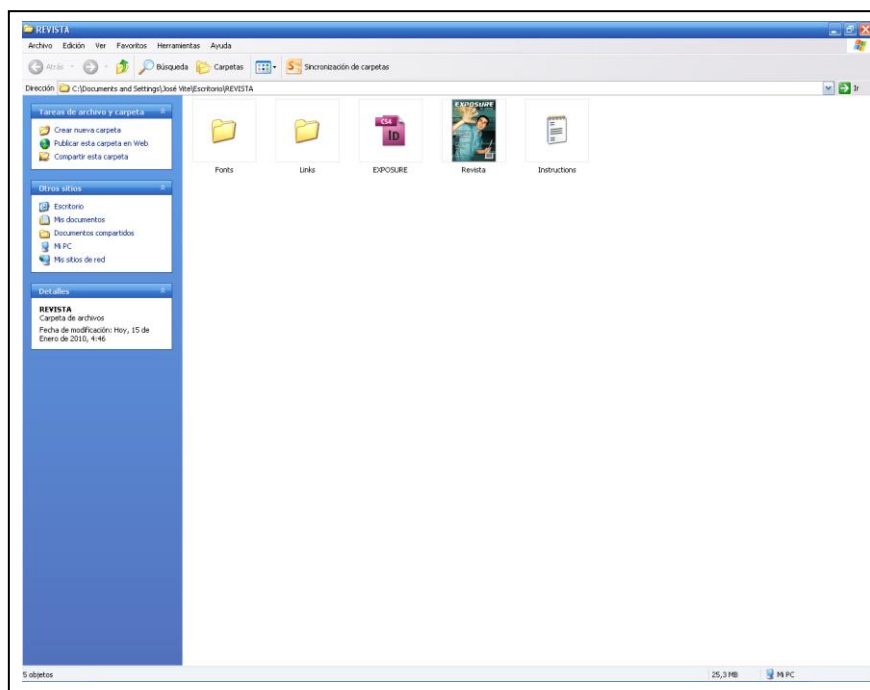 REVISTA
Archivo Edición Ver Favoritos Herramientas Ayuda
Atrás Búsqueda Carpetas Sincronización de carpetas
Dirección C:\Documents and Settings\José Vite\Escritorio\REVISTA Ir
Tareas de archivo y carpeta
Crear nueva carpeta
Publicar esta carpeta en Web
Compartir esta carpeta
Otros sitios
Escritorio
Mis documentos
Documentos compartidos
Mi PC
Mis sitios de red
Detalles
REVISTA
Carpeta de archivos
Fecha de modificación: Hoy, 15 de
Enero de 2010, 4:46
CS4
ID
EXPOSURE
Fonts Links EXPOSURE Revista Instructions
5 objetos 25,3 MB Mi PC